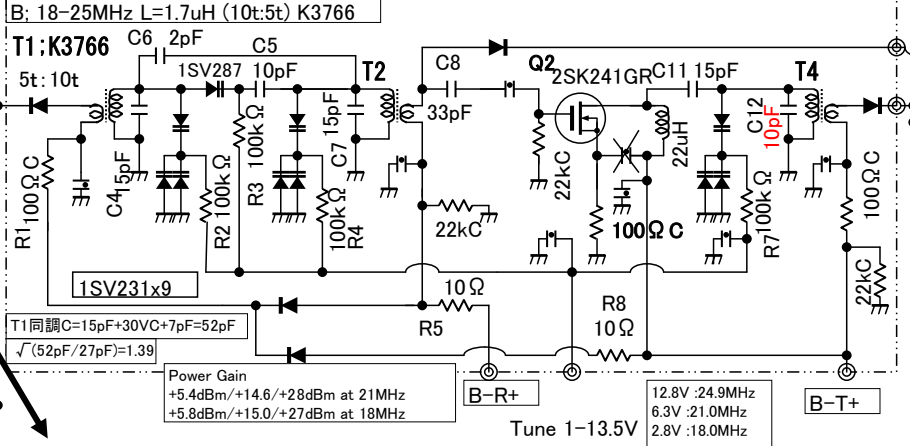 B; 18-25MHz L=1.7uH (10t:5t) K3766
T1;K3766
C6
2pF
C5
5t : 10t
1SV287
10pF
T2
C8
Q2
2SK241GR
C11
15pF
T4
33pF
15pF
C7
C12
10pF
22uH
C4
15pF
100kΩ
R3
R1
100ΩC
R2
100kΩ
100kΩ
R4
22kC
22kC
100ΩC
100kΩ
R7
100ΩC
22kC
1SV231x9
10Ω
R5
R8
10Ω
T1同調C=15pF+30VC+7pF=52pF
√(52pF/27pF)=1.39
Power Gain
+5.4dBm/+14.6/+28dBm at 21MHz
+5.8dBm/+15.0/+27dBm at 18MHz
B-R+
B-T+
Tune 1-13.5V
12.8V :24.9MHz
6.3V :21.0MHz
2.8V :18.0MHz